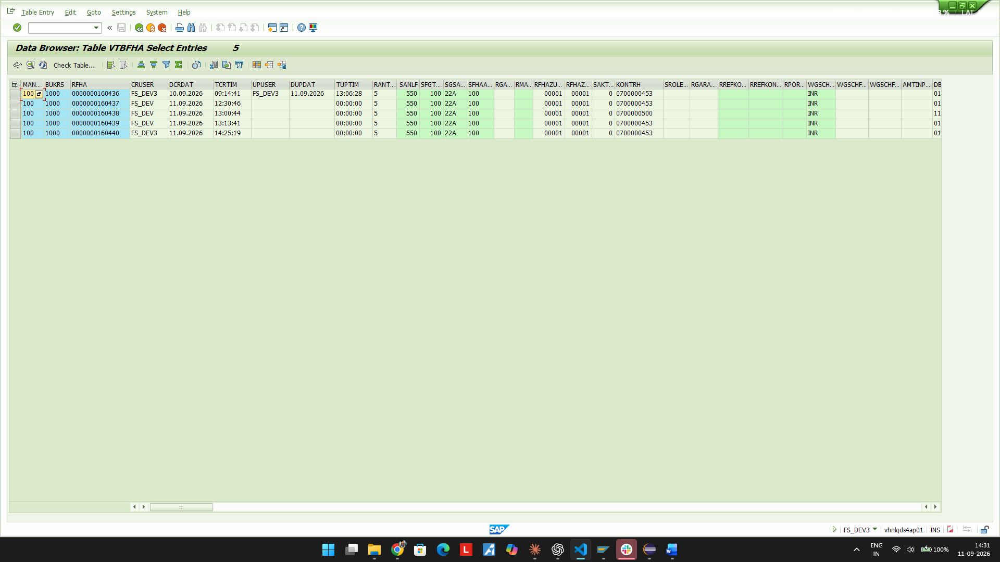 Table Entry Edit Goto Settings System Help
Data Browser: Table VTBFHA Select Entries 5
Check Table...
MAN... BUKRS RFHA CRUSER DCRDAT TCRTIM UPUSER DUPDAT TUPTIM RANT... SANLF SFGT... SGSA... SFHAA... RGA... RMA... RFHAZU... RFHAZ... SAKT... KONTRH SROLE... RGARA... RREFKO... RREFKON... RPOR... WGSCH... WGSCHF... WGSCHF... AMTINP... DB
100 1000 0000000160436 FS_DEV3 10.09.2026 09:14:41 FS_DEV3 11.09.2026 13:06:28 5 550 100 22A 100 00001 00001 0 0700000453 INR 01
100 1000 0000000160437 FS_DEV 11.09.2026 12:30:46 00:00:00 5 550 100 22A 100 00001 00001 0 0700000453 INR 01
100 1000 0000000160438 FS_DEV 11.09.2026 13:00:44 00:00:00 5 550 100 22A 100 00001 00001 0 0700000500 INR 11
100 1000 0000000160439 FS_DEV 11.09.2026 13:13:41 00:00:00 5 550 100 22A 100 00001 00001 0 0700000453 INR 01
100 1000 0000000160440 FS_DEV3 11.09.2026 14:25:19 00:00:00 5 550 100 22A 100 00001 00001 0 0700000453 INR 01
SAP FS_DEV3 vhnlqds4ap01 INS
ENG 14:31
IN 100% 11-09-2026